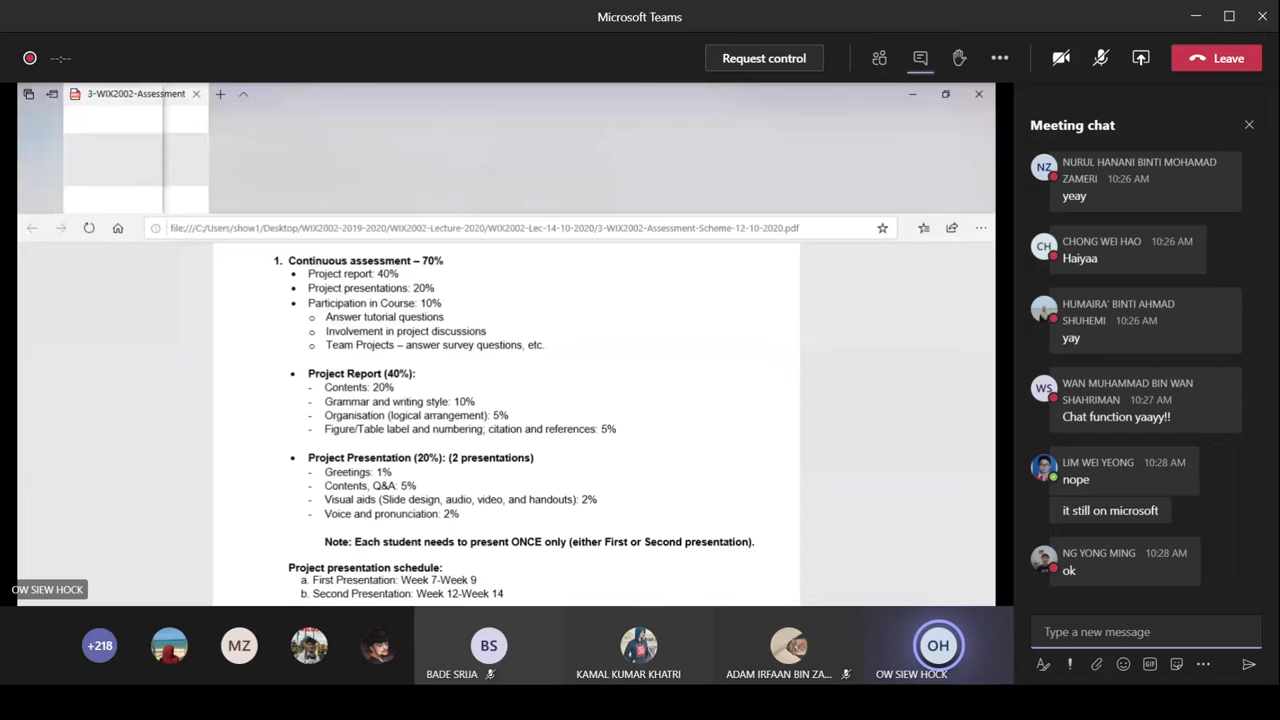 Microsoft Teams
--:--
Request control
Leave
3-WIX2002-Assessment
file:///C:/Users/show1/Desktop/WIX2002-2019-2020/WIX2002-Lecture-2020/WIX2002-Lec-14-10-2020/3-WIX2002-Assessment-Scheme-12-10-2020.pdf
1. Continuous assessment – 70%
• Project report: 40%
• Project presentations: 20%
• Participation in Course: 10%
o Answer tutorial questions
o Involvement in project discussions
o Team Projects – answer survey questions, etc.
• Project Report (40%):
- Contents: 20%
- Grammar and writing style: 10%
- Organisation (logical arrangement): 5%
- Figure/Table label and numbering; citation and references: 5%
• Project Presentation (20%): (2 presentations)
- Greetings: 1%
- Contents, Q&A: 5%
- Visual aids (Slide design, audio, video, and handouts): 2%
- Voice and pronunciation: 2%
Note: Each student needs to present ONCE only (either First or Second presentation).
Project presentation schedule:
a. First Presentation: Week 7-Week 9
b. Second Presentation: Week 12-Week 14
OW SIEW HOCK
+218
MZ
BS
BADE SRIJA
KAMAL KUMAR KHATRI
ADAM IRFAAN BIN ZA...
OH
OW SIEW HOCK
Meeting chat
NZ
NURUL HANANI BINTI MOHAMAD
ZAMERI 10:26 AM
yeay
CH
CHONG WEI HAO 10:26 AM
Haiyaa
HUMAIRA' BINTI AHMAD
SHUHEMI 10:26 AM
yay
WS
WAN MUHAMMAD BIN WAN
SHAHRIMAN 10:27 AM
Chat function yaayy!!
LIM WEI YEONG 10:28 AM
nope
it still on microsoft
NG YONG MING 10:28 AM
ok
Type a new message
GIF